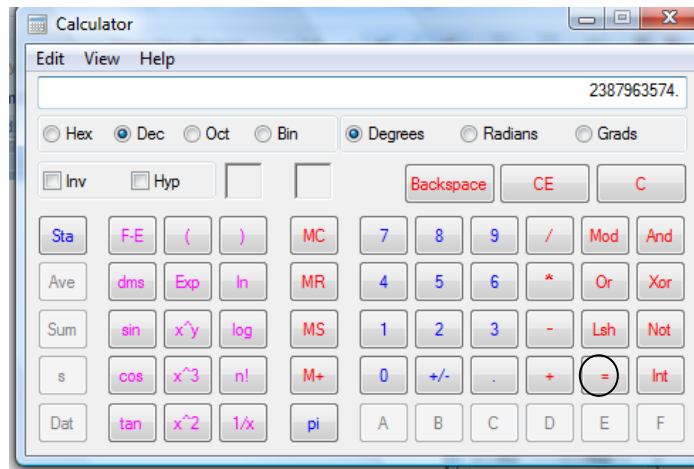 Calculator
Edit View Help
2387963574.
Hex Dec Oct Bin Degrees Radians Grads
Inv Hyp Backspace CE C
Sta F-E ( ) MC 7 8 9 / Mod And
Ave dms Exp ln MR 4 5 6 * Or Xor
Sum sin x^y log MS 1 2 3 - Lsh Not
s cos x^3 n! M+ 0 +/- . + = Int
Dat tan x^2 1/x pi A B C D E F